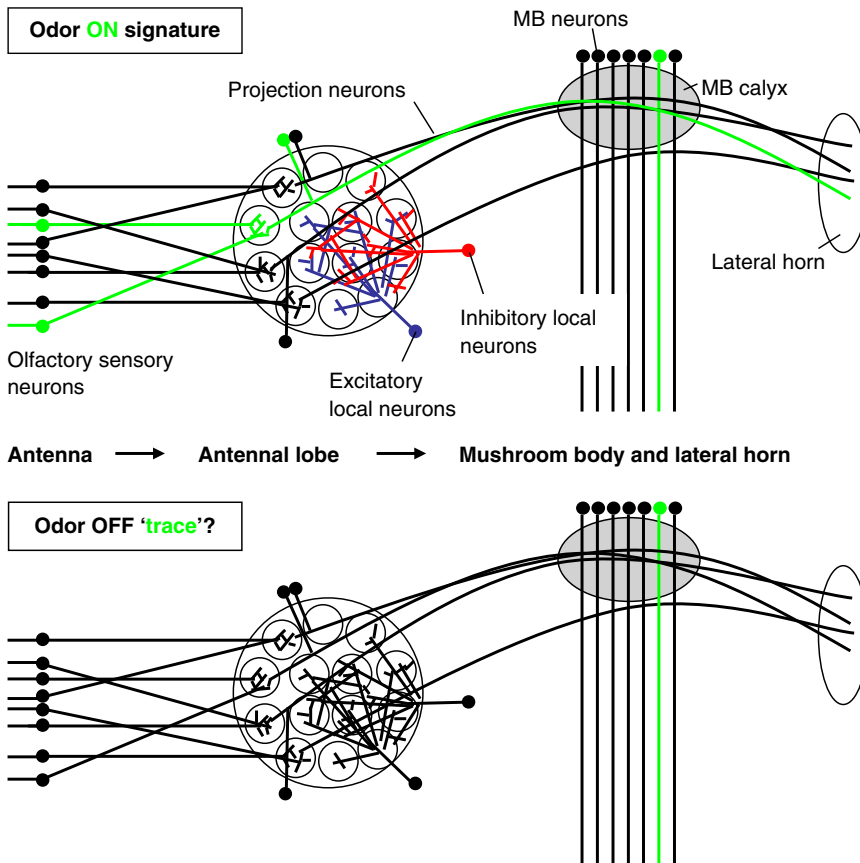 Odor ON signature
MB neurons
Projection neurons
MB calyx
Lateral horn
Inhibitory local
neurons
Olfactory sensory
neurons
Excitatory
local neurons
Antenna → Antennal lobe → Mushroom body and lateral horn
Odor OFF ‘trace’?